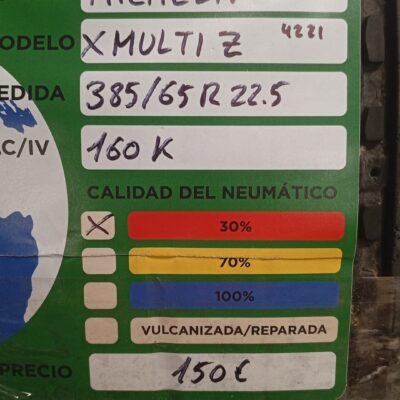 MICHELIN
ODELO X MULTI Z 4221
EDIDA 385/65 R 22.5
.C/IV 160 K
CALIDAD DEL NEUMÁTICO
X 30%
70%
100%
VULCANIZADA/REPARADA
PRECIO 150 €